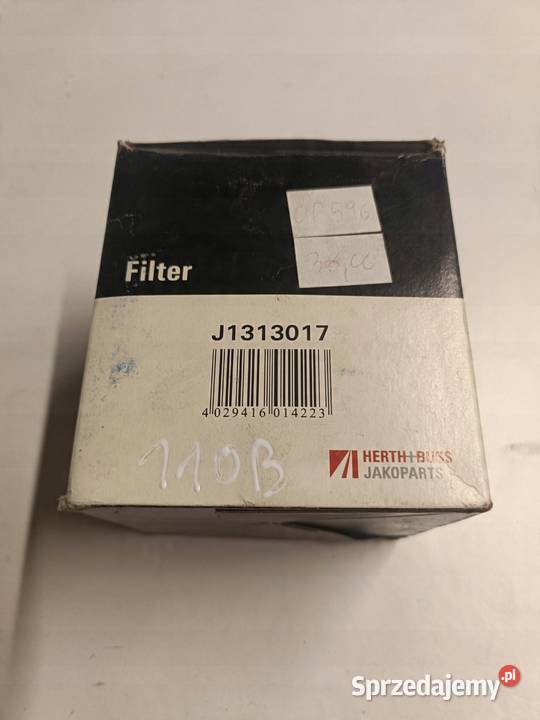 OP590
Filter
J1313017
4 029416 014223
110B
HERTH+BUSS
JAKOPARTS
Sprzedajemy.pl